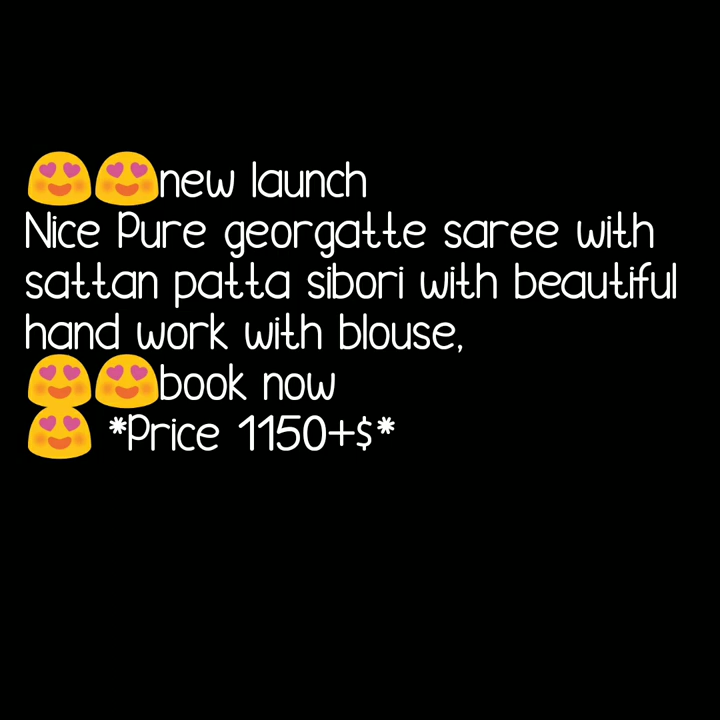 😍😍new launch
Nice Pure georgatte saree with
sattan patta sibori with beautiful
hand work with blouse,
😍😍book now
😍 *Price 1150+$*